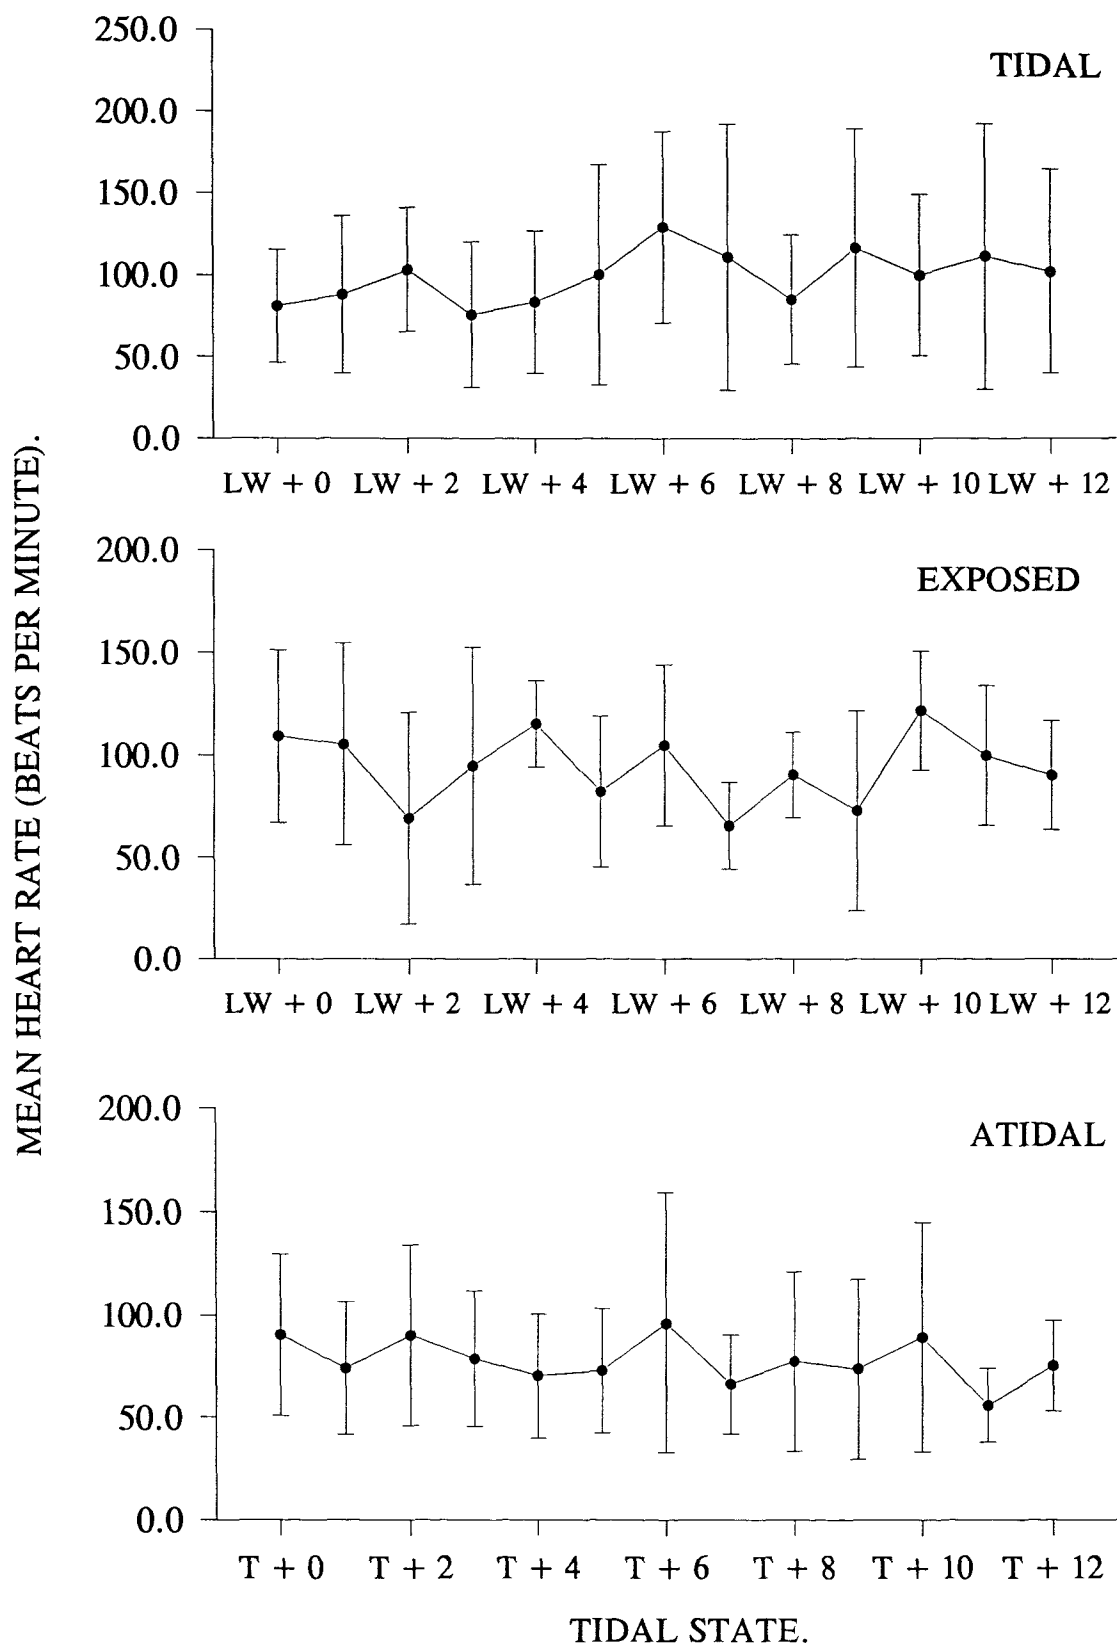 MEAN HEART RATE (BEATS PER MINUTE).
250.0
TIDAL
200.0
150.0
100.0
50.0
0.0
LW + 0 LW + 2 LW + 4 LW + 6 LW + 8 LW + 10 LW + 12
200.0
EXPOSED
150.0
100.0
50.0
0.0
LW + 0 LW + 2 LW + 4 LW + 6 LW + 8 LW + 10 LW + 12
200.0
ATIDAL
150.0
100.0
50.0
0.0
T + 0 T + 2 T + 4 T + 6 T + 8 T + 10 T + 12
TIDAL STATE.